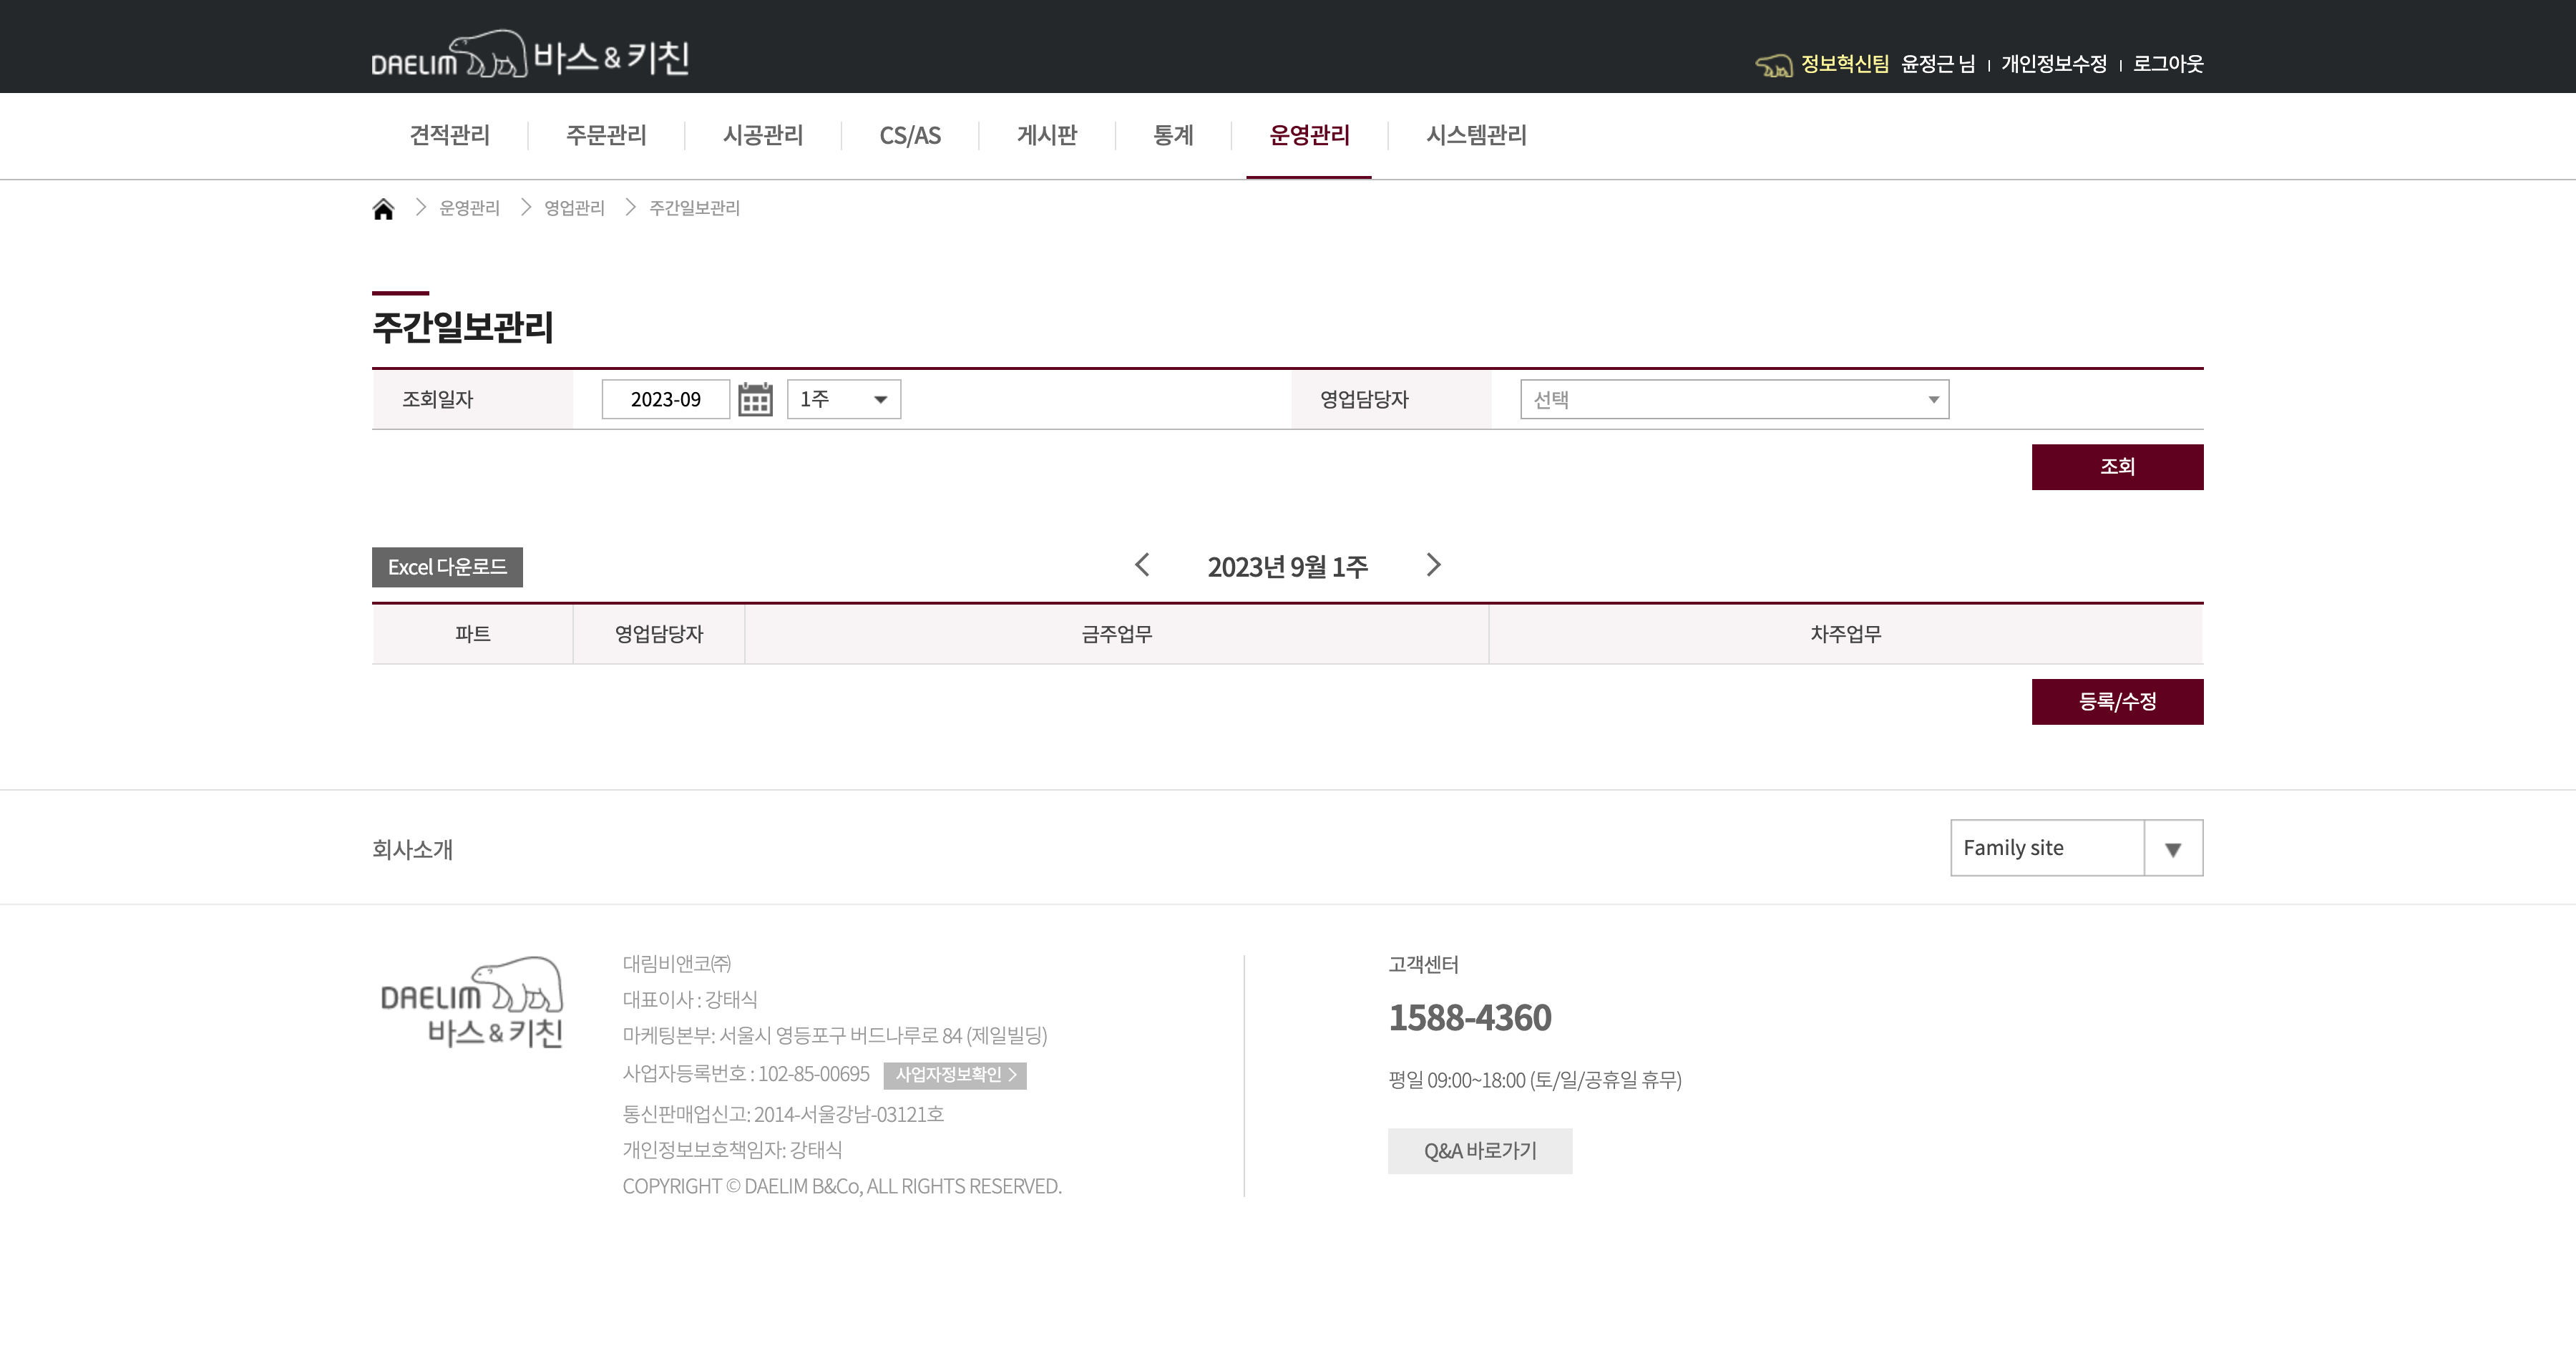 DAELIM 바스&키친
정보혁신팀 윤정근 님 | 개인정보수정 | 로그아웃
견적관리 주문관리 시공관리 CS/AS 게시판 통계 운영관리 시스템관리
> 운영관리 > 영업관리 > 주간일보관리
주간일보관리
조회일자 2023-09 1주 영업담당자 선택
조회
Excel 다운로드 < 2023년 9월 1주 >
파트 영업담당자 금주업무 차주업무
등록/수정
회사소개 Family site ▼
DAELIM
바스&키친
대림비앤코㈜
대표이사 : 강태식
마케팅본부: 서울시 영등포구 버드나루로 84 (제일빌딩)
사업자등록번호 : 102-85-00695 사업자정보확인 >
통신판매업신고: 2014-서울강남-03121호
개인정보보호책임자: 강태식
COPYRIGHT © DAELIM B&Co, ALL RIGHTS RESERVED.
고객센터
1588-4360
평일 09:00~18:00 (토/일/공휴일 휴무)
Q&A 바로가기